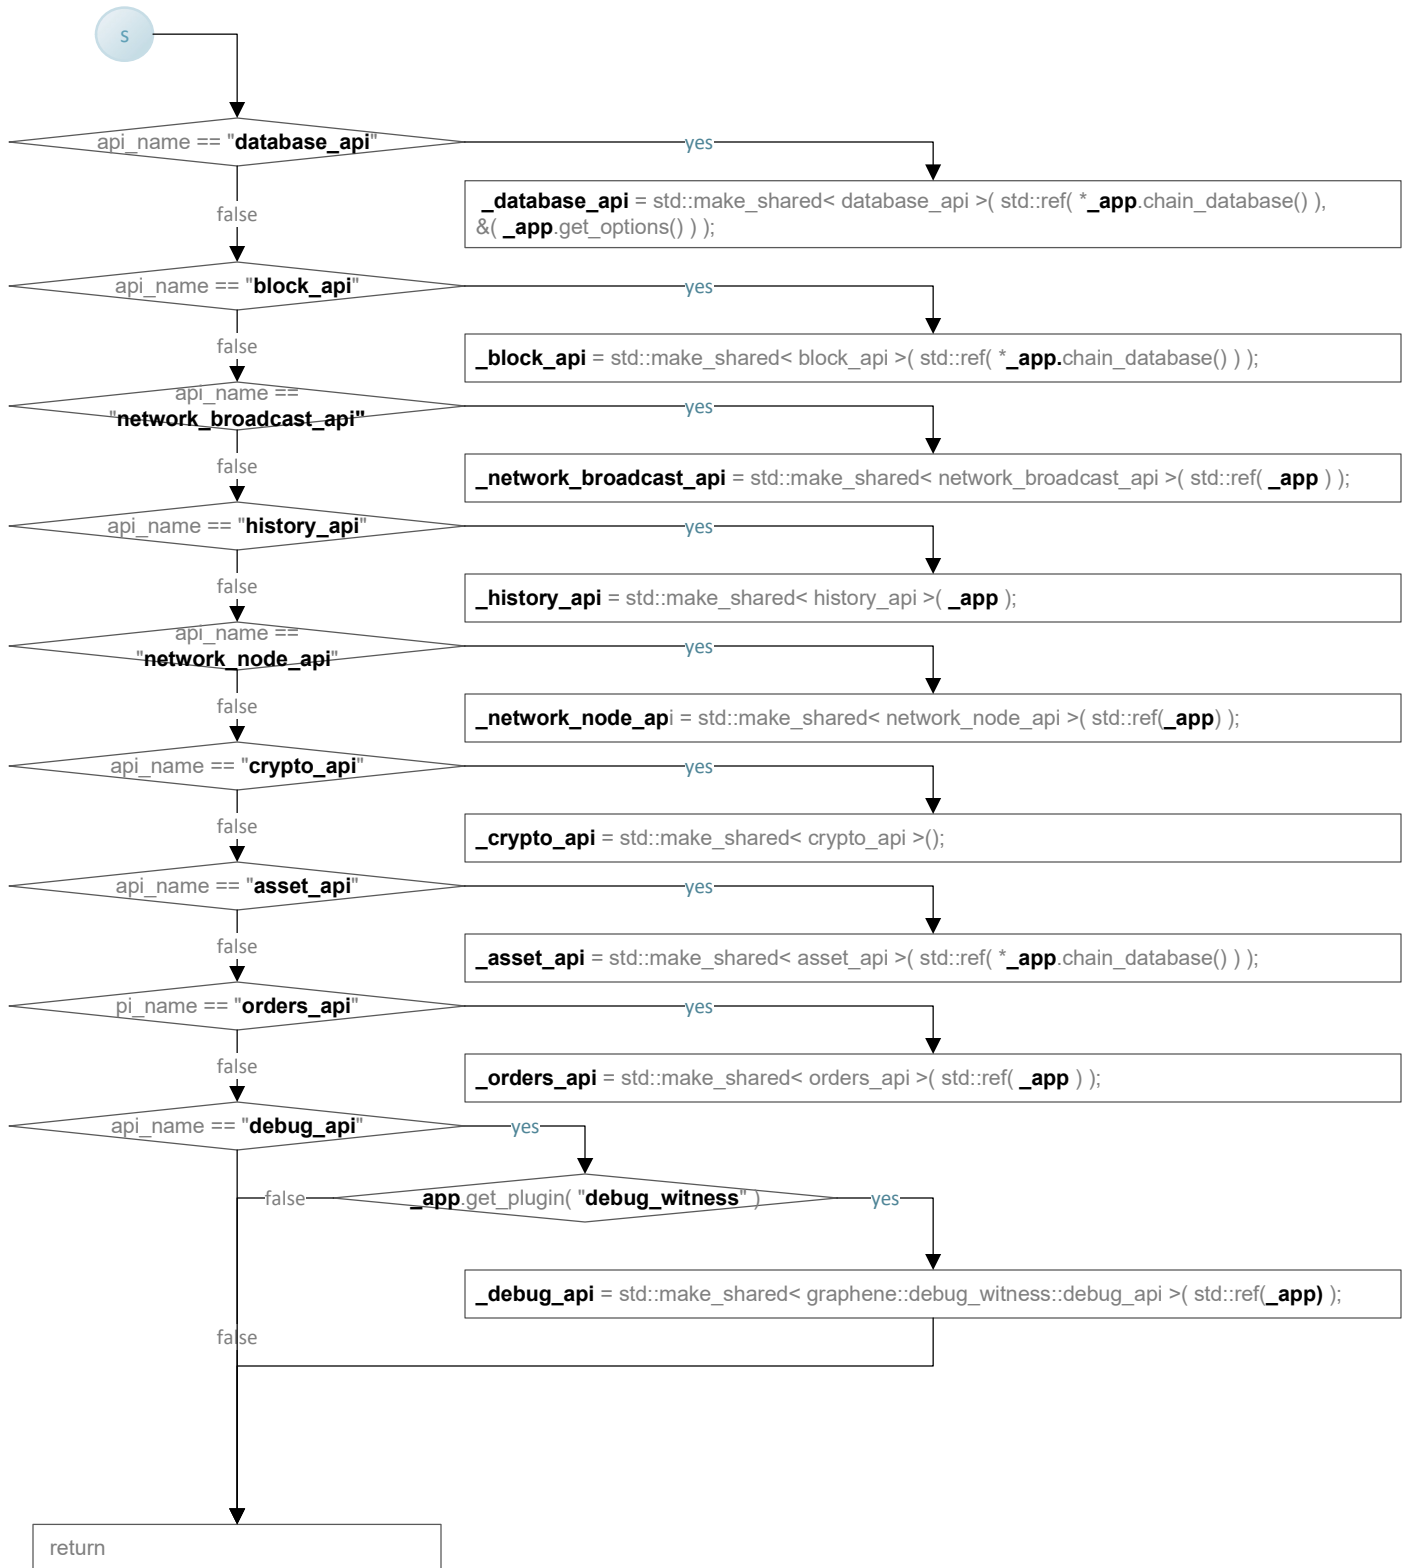 s
api_name == "database_api"
yes
_database_api = std::make_shared< database_api >( std::ref( *_app.chain_database() ),
&( _app.get_options() ) );
false
api_name == "block_api"
yes
false
_block_api = std::make_shared< block_api >( std::ref( *_app.chain_database() ) );
api_name ==
"network_broadcast_api"
yes
false
_network_broadcast_api = std::make_shared< network_broadcast_api >( std::ref( _app ) );
api_name == "history_api"
yes
false
_history_api = std::make_shared< history_api >( _app );
api_name ==
"network_node_api"
yes
false
_network_node_api = std::make_shared< network_node_api >( std::ref(_app) );
api_name == "crypto_api"
yes
false
_crypto_api = std::make_shared< crypto_api >();
api_name == "asset_api"
yes
false
_asset_api = std::make_shared< asset_api >( std::ref( *_app.chain_database() ) );
pi_name == "orders_api"
yes
false
_orders_api = std::make_shared< orders_api >( std::ref( _app ) );
api_name == "debug_api"
yes
false
_app.get_plugin( "debug_witness" )
yes
_debug_api = std::make_shared< graphene::debug_witness::debug_api >( std::ref(_app) );
false
return